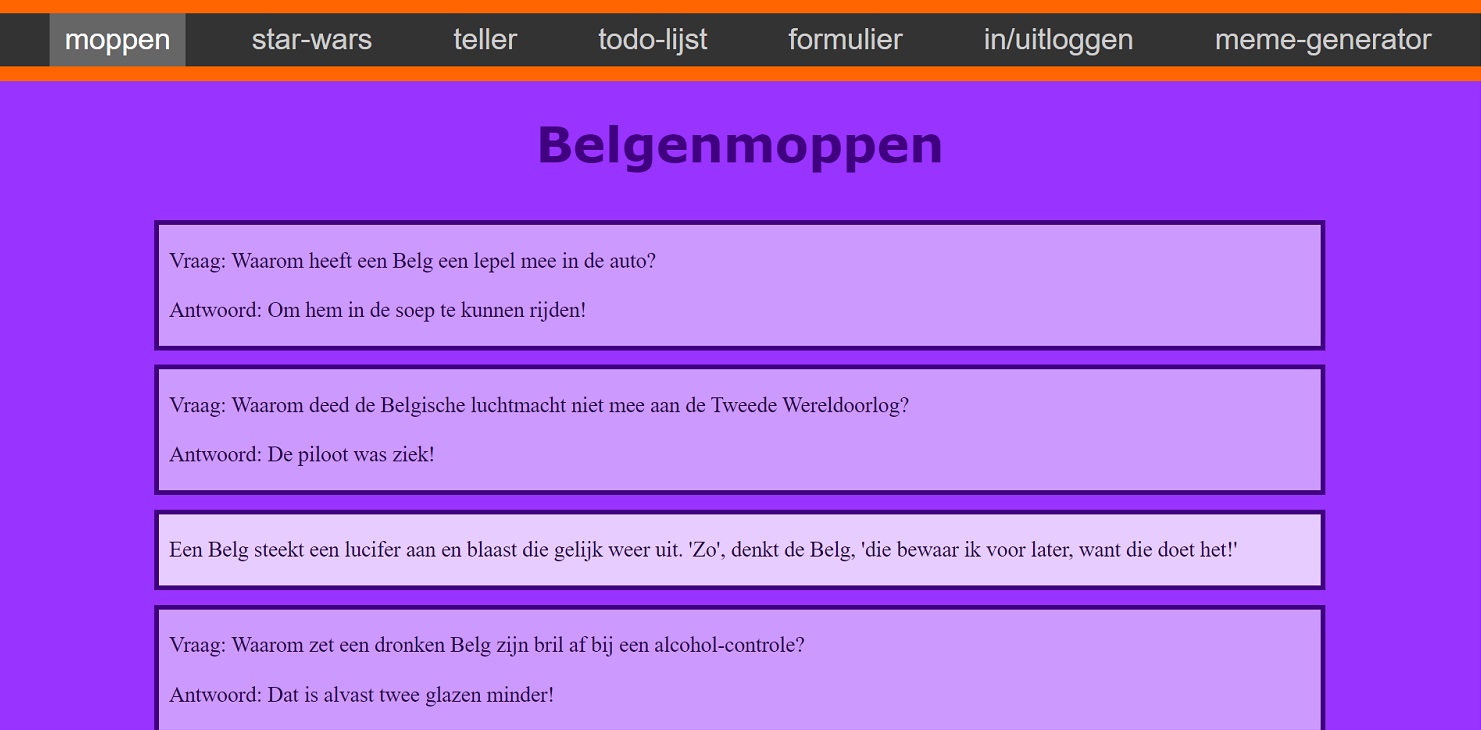 moppen star-wars teller todo-lijst formulier in/uitloggen meme-generator
Belgenmoppen
Vraag: Waarom heeft een Belg een lepel mee in de auto?
Antwoord: Om hem in de soep te kunnen rijden!
Vraag: Waarom deed de Belgische luchtmacht niet mee aan de Tweede Wereldoorlog?
Antwoord: De piloot was ziek!
Een Belg steekt een lucifer aan en blaast die gelijk weer uit. 'Zo', denkt de Belg, 'die bewaar ik voor later, want die doet het!'
Vraag: Waarom zet een dronken Belg zijn bril af bij een alcohol-controle?
Antwoord: Dat is alvast twee glazen minder!